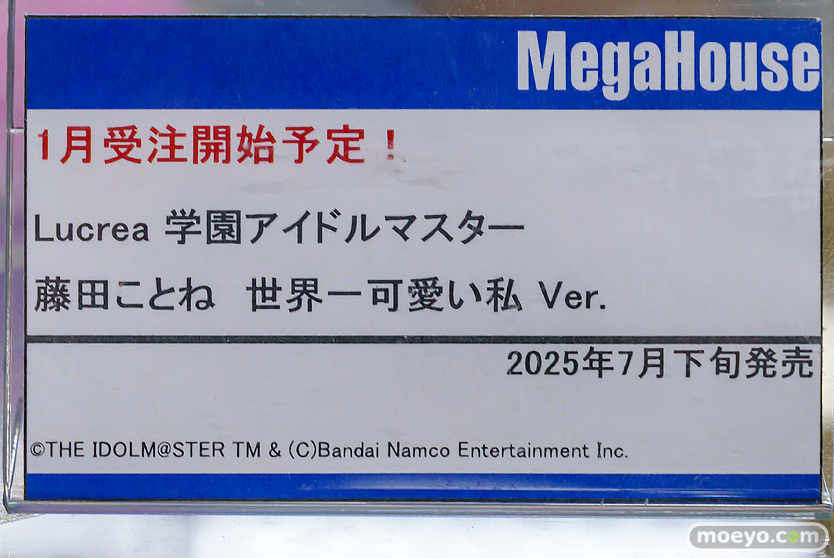 MegaHouse
1月受注開始予定！
Lucrea 学園アイドルマスター
藤田ことね　世界一可愛い私 Ver.
2025年7月下旬発売
©THE IDOLM@STER TM & (C)Bandai Namco Entertainment Inc.
moeyo.com